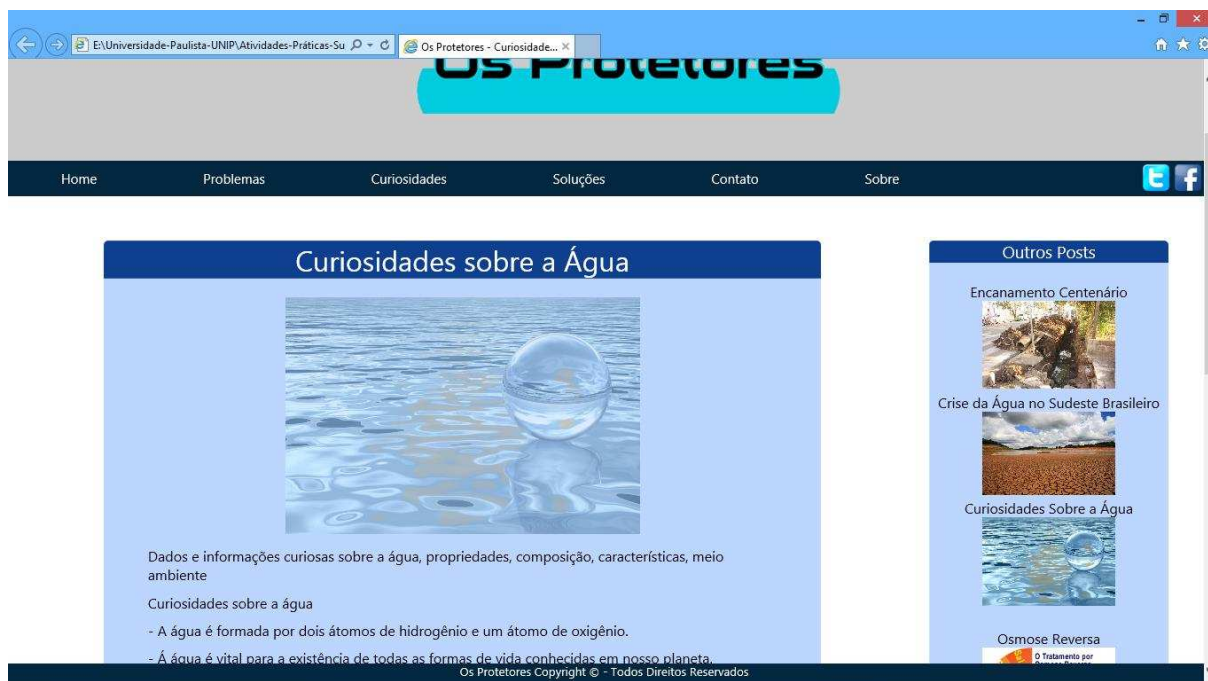 E:\Universidade-Paulista-UNIP\Atividades-Práticas-Su
Os Protetores - Curiosidade...
Os Protetores
Home Problemas Curiosidades Soluções Contato Sobre
Curiosidades sobre a Água
Dados e informações curiosas sobre a água, propriedades, composição, características, meio
ambiente
Curiosidades sobre a água
- A água é formada por dois átomos de hidrogênio e um átomo de oxigênio.
- Á água é vital para a existência de todas as formas de vida conhecidas em nosso planeta.
Outros Posts
Encanamento Centenário
Crise da Água no Sudeste Brasileiro
Curiosidades Sobre a Água
Osmose Reversa
O Tratamento por
Osmose Reversa
Os Protetores Copyright © - Todos Direitos Reservados